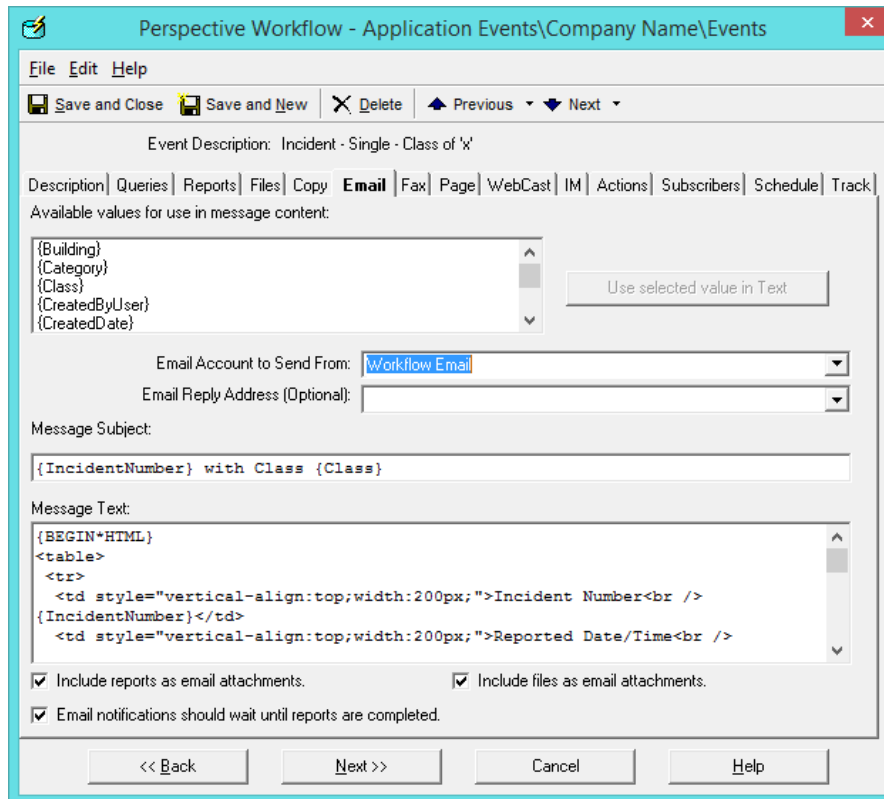 Perspective Workflow - Application Events\Company Name\Events
File Edit Help
Save and Close Save and New Delete Previous Next
Event Description: Incident - Single - Class of 'x'
Description Queries Reports Files Copy Email Fax Page WebCast IM Actions Subscribers Schedule Track
Available values for use in message content:
{Building}
{Category}
{Class}
{CreatedByUser}
{CreatedDate}
Use selected value in Text
Email Account to Send From: Workflow Email
Email Reply Address (Optional):
Message Subject:
{IncidentNumber} with Class {Class}
Message Text:
{BEGIN*HTML}
<table>
<tr>
<td style="vertical-align:top;width:200px;">Incident Number<br />
{IncidentNumber}</td>
<td style="vertical-align:top;width:200px;">Reported Date/Time<br />
Include reports as email attachments. Include files as email attachments.
Email notifications should wait until reports are completed.
<< Back Next >> Cancel Help